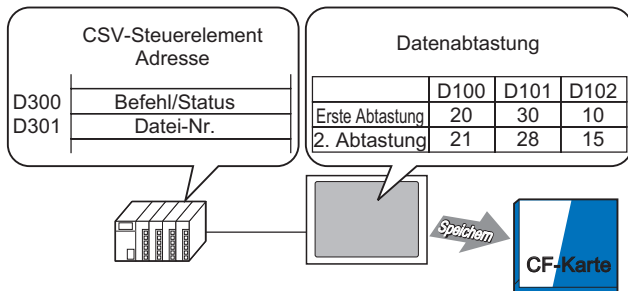 CSV-Steuerelement
Adresse
D300 Befehl/Status
D301 Datei-Nr.
Datenabtastung
D100 D101 D102
Erste Abtastung 20 30 10
2. Abtastung 21 28 15
Speichern
CF-Karte